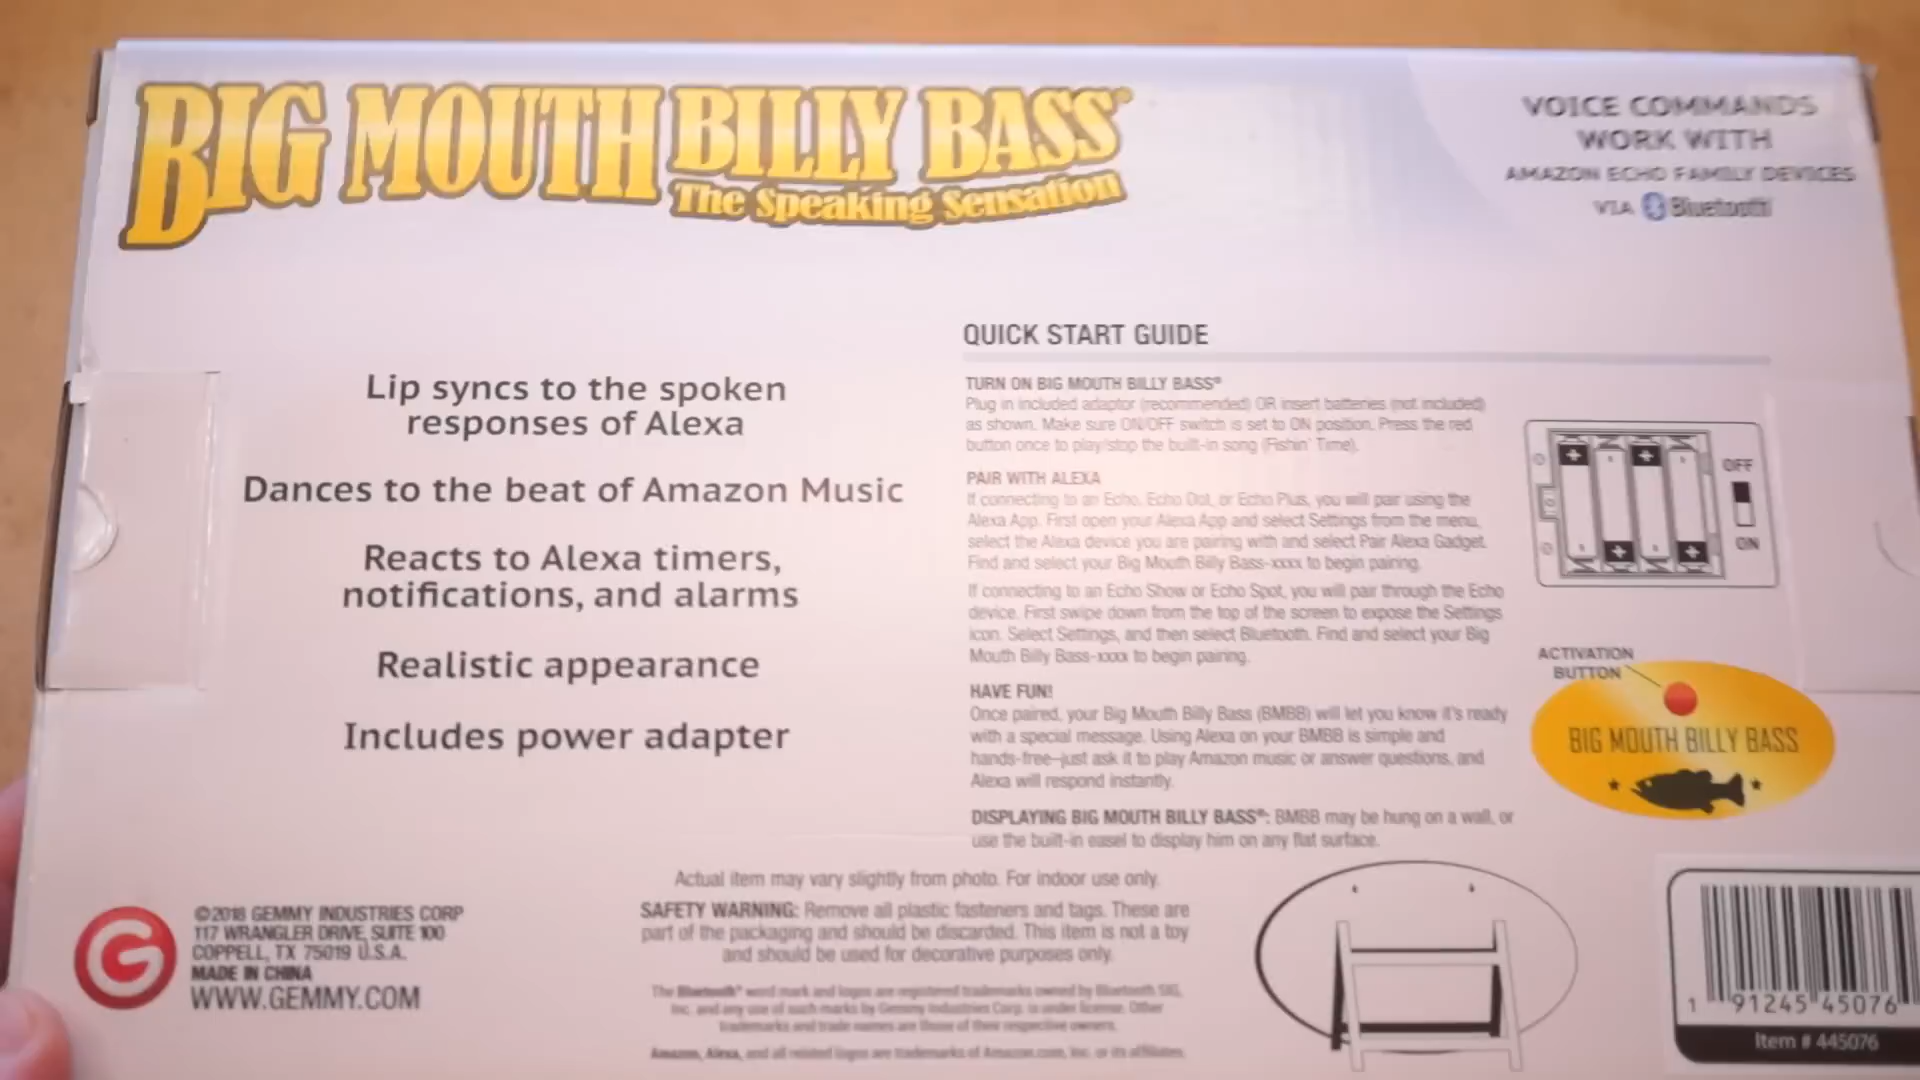 BIG MOUTH BILLY BASS®
The Speaking Sensation
VOICE COMMANDS
WORK WITH
AMAZON ECHO FAMILY DEVICES
VIA Bluetooth
Lip syncs to the spoken
responses of Alexa
Dances to the beat of Amazon Music
Reacts to Alexa timers,
notifications, and alarms
Realistic appearance
Includes power adapter
QUICK START GUIDE
TURN ON BIG MOUTH BILLY BASS®
Plug in included adaptor (recommended) OR insert batteries (not included)
as shown. Make sure ON/OFF switch is set to ON position. Press the red
button once to play/stop the built-in song (Fishin' Time).
PAIR WITH ALEXA
If connecting to an Echo, Echo Dot, or Echo Plus, you will pair using the
Alexa App. First open your Alexa App and select Settings from the menu,
select the Alexa device you are pairing with and select Pair Alexa Gadget.
Find and select your Big Mouth Billy Bass-xxxx to begin pairing.
If connecting to an Echo Show or Echo Spot, you will pair through the Echo
device. First swipe down from the top of the screen to expose the Settings
icon. Select Settings, and then select Bluetooth. Find and select your Big
Mouth Billy Bass-xxxx to begin pairing.
HAVE FUN!
Once paired, your Big Mouth Billy Bass (BMBB) will let you know it's ready
with a special message. Using Alexa on your BMBB is simple and
hands-free–just ask it to play Amazon music or answer questions, and
Alexa will respond instantly.
DISPLAYING BIG MOUTH BILLY BASS®: BMBB may be hung on a wall, or
use the built-in easel to display him on any flat surface.
OFF
ON
ACTIVATION
BUTTON
BIG MOUTH BILLY BASS
Actual item may vary slightly from photo. For indoor use only.
SAFETY WARNING: Remove all plastic fasteners and tags. These are
part of the packaging and should be discarded. This item is not a toy
and should be used for decorative purposes only.
The Bluetooth® word mark and logos are registered trademarks owned by Bluetooth SIG,
Inc. and any use of such marks by Gemmy Industries Corp. is under license. Other
trademarks and trade names are those of their respective owners.
Amazon, Alexa, and all related logos are trademarks of Amazon.com, Inc. or its affiliates.
G
©2018 GEMMY INDUSTRIES CORP
117 WRANGLER DRIVE, SUITE 100
COPPELL, TX 75019 U.S.A.
MADE IN CHINA
WWW.GEMMY.COM
1 91245 45076
Item # 445076